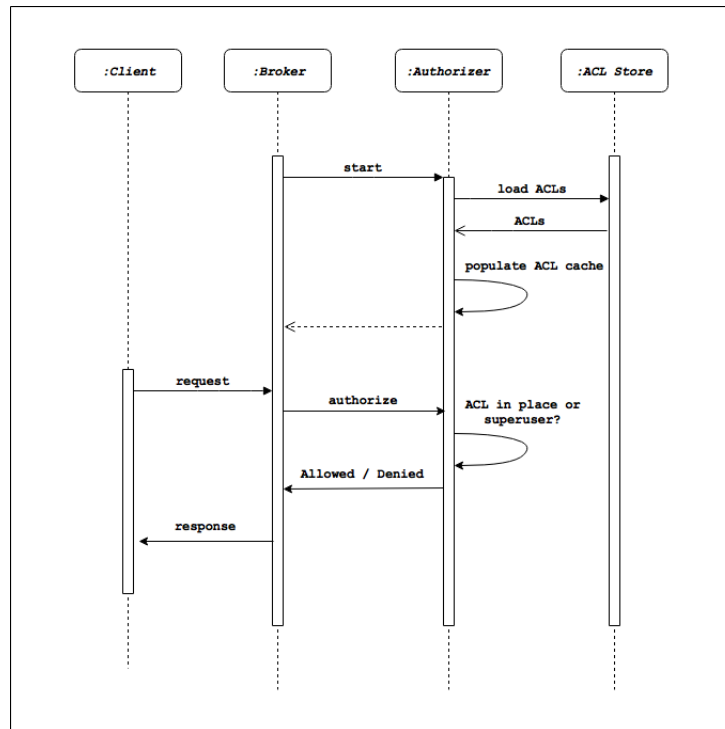 :Client
:Broker
:Authorizer
:ACL Store
start
load ACLs
ACLs
populate ACL cache
request
authorize
ACL in place or
superuser?
Allowed / Denied
response